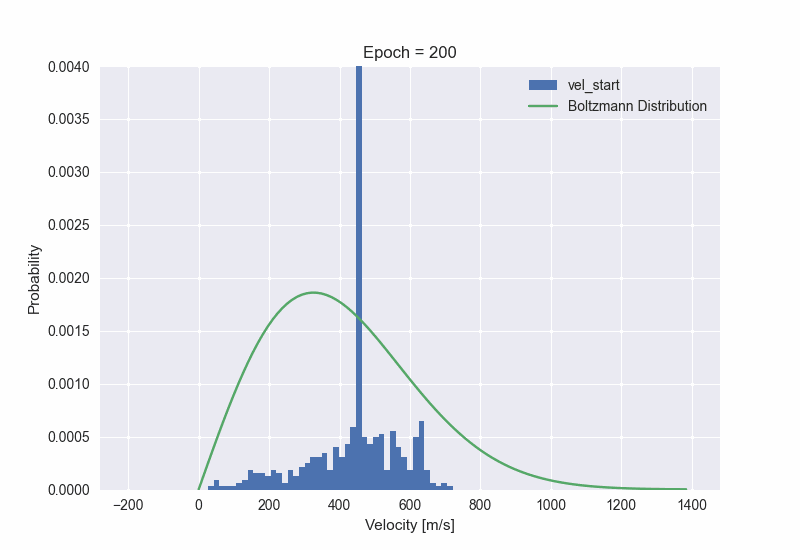 Epoch = 200
0.0040
0.0035
0.0030
0.0025
0.0020
0.0015
0.0010
0.0005
0.0000
Probability
vel_start
Boltzmann Distribution
−200 0 200 400 600 800 1000 1200 1400
Velocity [m/s]